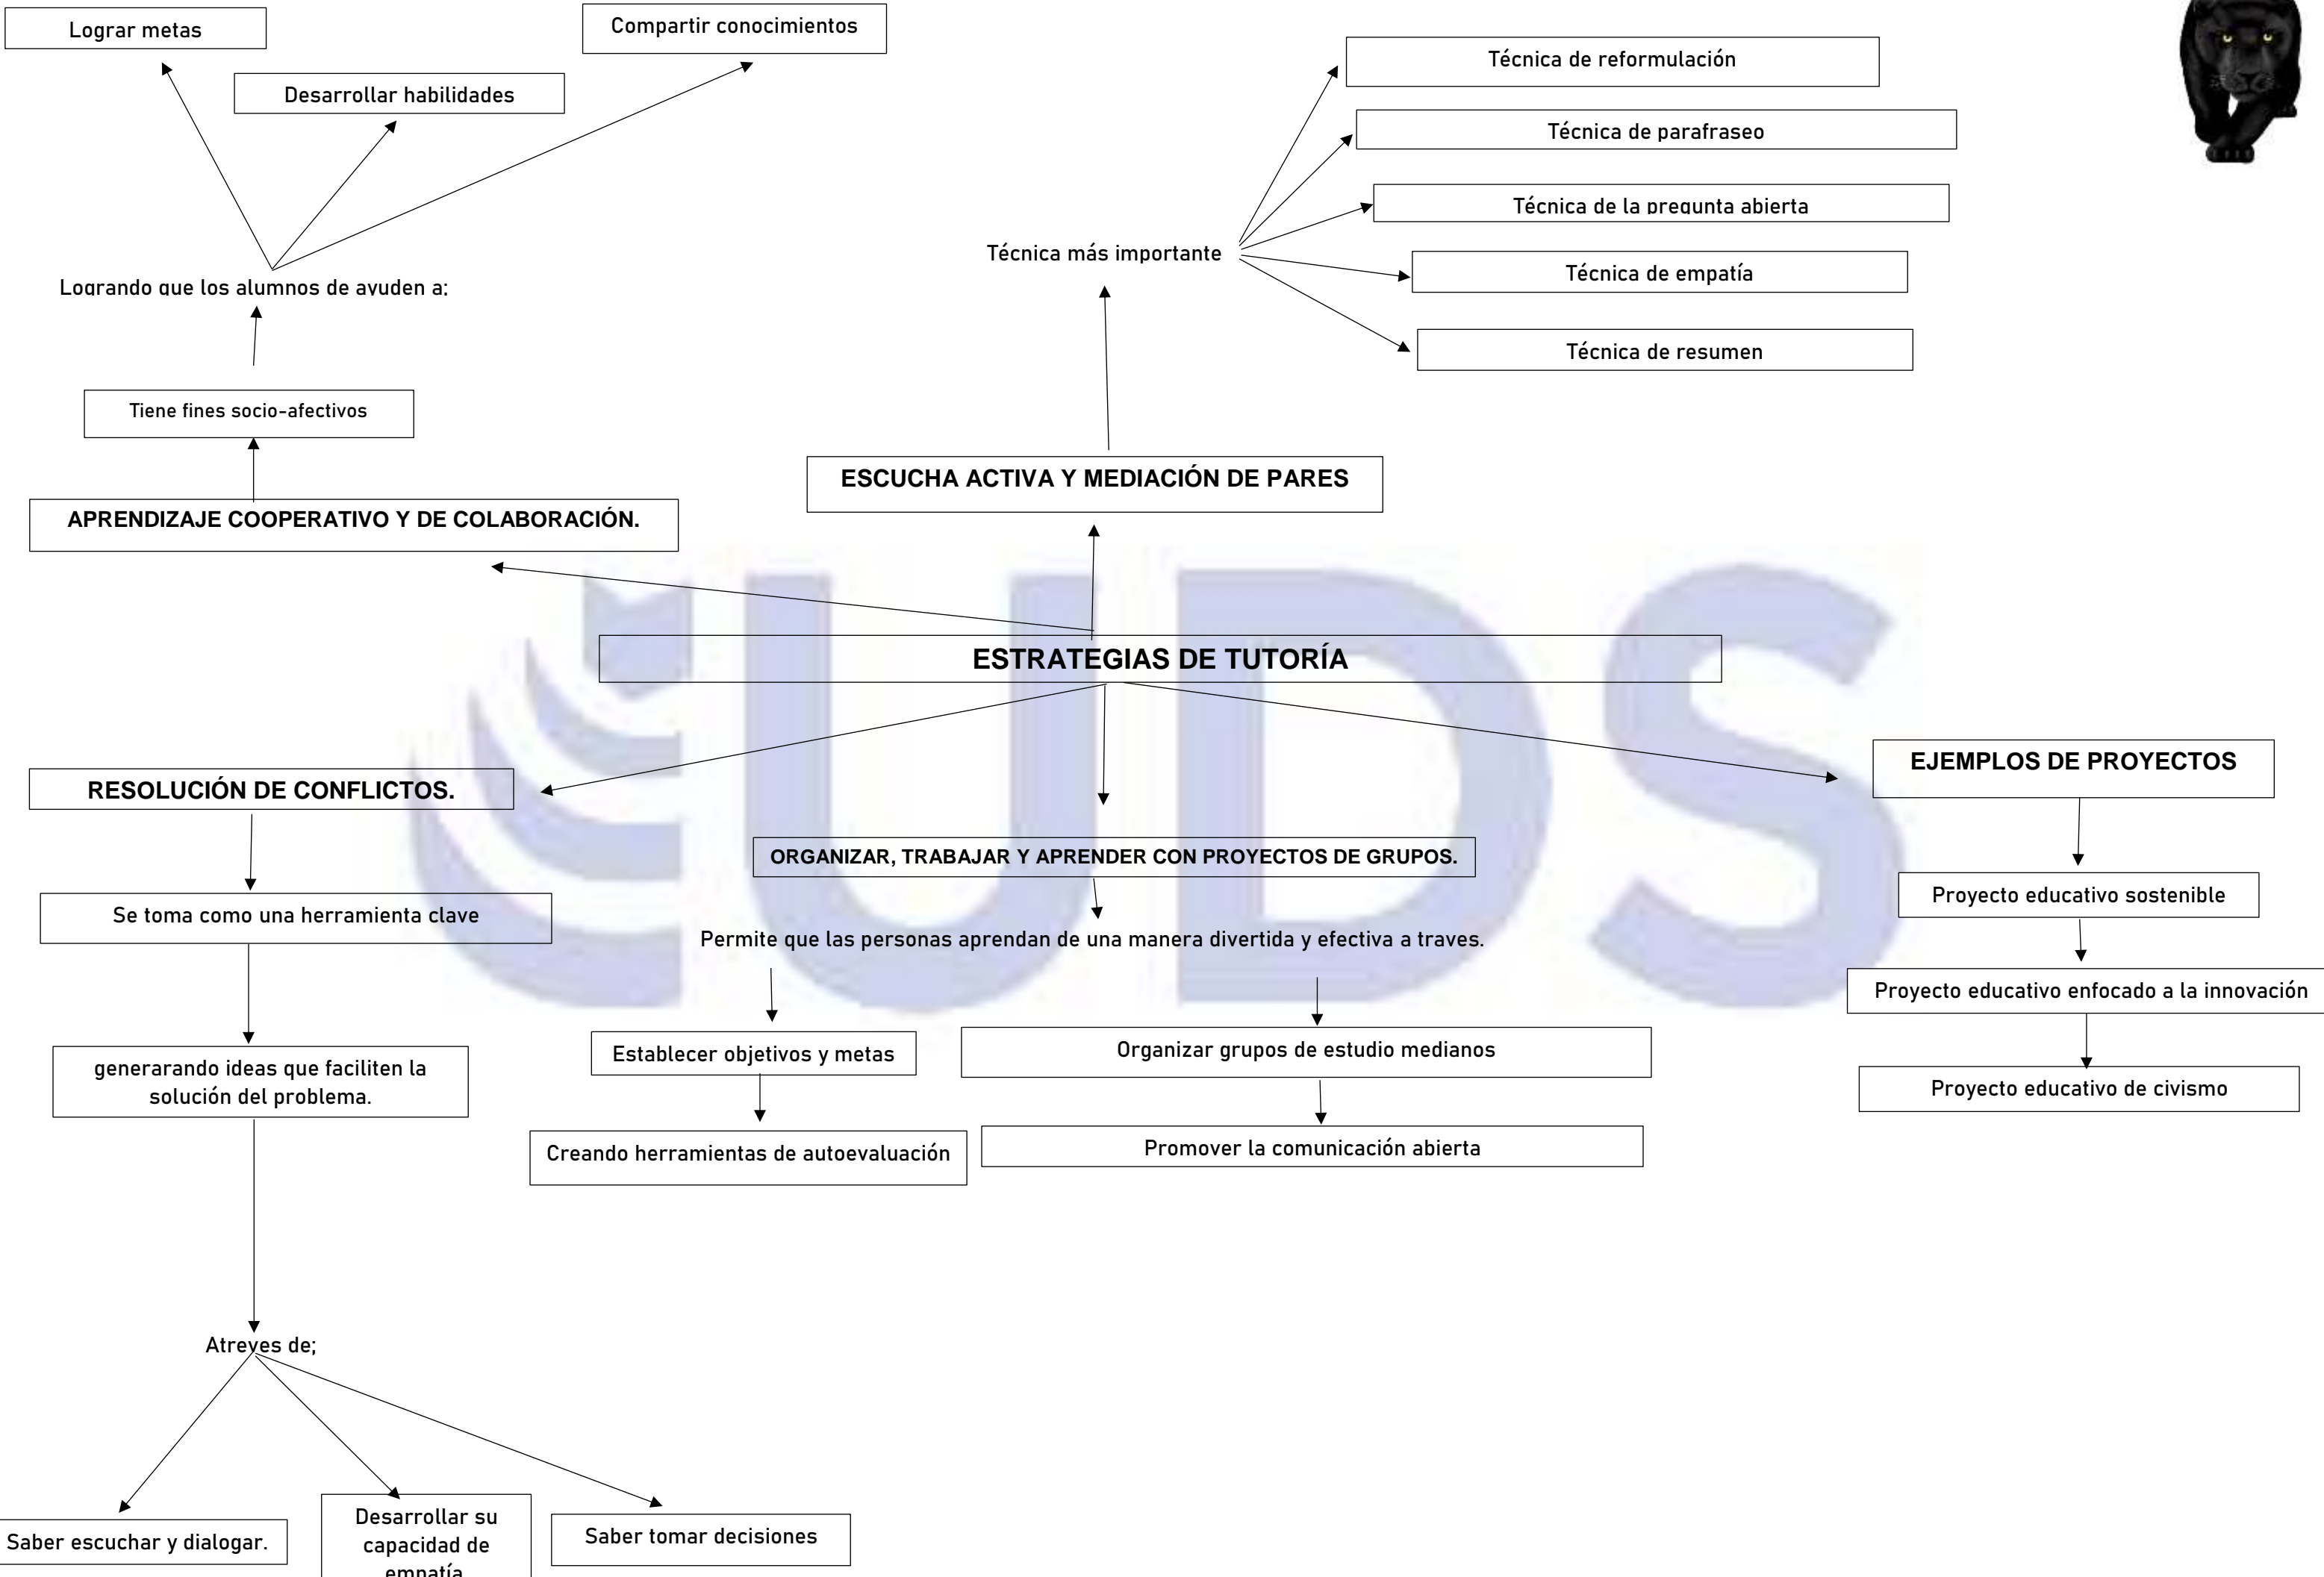 Lograr metas
Compartir conocimientos
Desarrollar habilidades
Técnica de reformulación
Técnica de parafraseo
Técnica de la pregunta abierta
Técnica más importante
Técnica de empatía
Logrando que los alumnos de ayuden a;
Técnica de resumen
Tiene fines socio-afectivos
ESCUCHA ACTIVA Y MEDIACIÓN DE PARES
APRENDIZAJE COOPERATIVO Y DE COLABORACIÓN.
UDS
ESTRATEGIAS DE TUTORÍA
RESOLUCIÓN DE CONFLICTOS.
EJEMPLOS DE PROYECTOS
ORGANIZAR, TRABAJAR Y APRENDER CON PROYECTOS DE GRUPOS.
Se toma como una herramienta clave
Proyecto educativo sostenible
Permite que las personas aprendan de una manera divertida y efectiva a traves.
Proyecto educativo enfocado a la innovación
Establecer objetivos y metas
Organizar grupos de estudio medianos
generarando ideas que faciliten la
solución del problema.
Proyecto educativo de civismo
Creando herramientas de autoevaluación
Promover la comunicación abierta
Atreves de;
Saber escuchar y dialogar.
Desarrollar su
capacidad de
empatía
Saber tomar decisiones